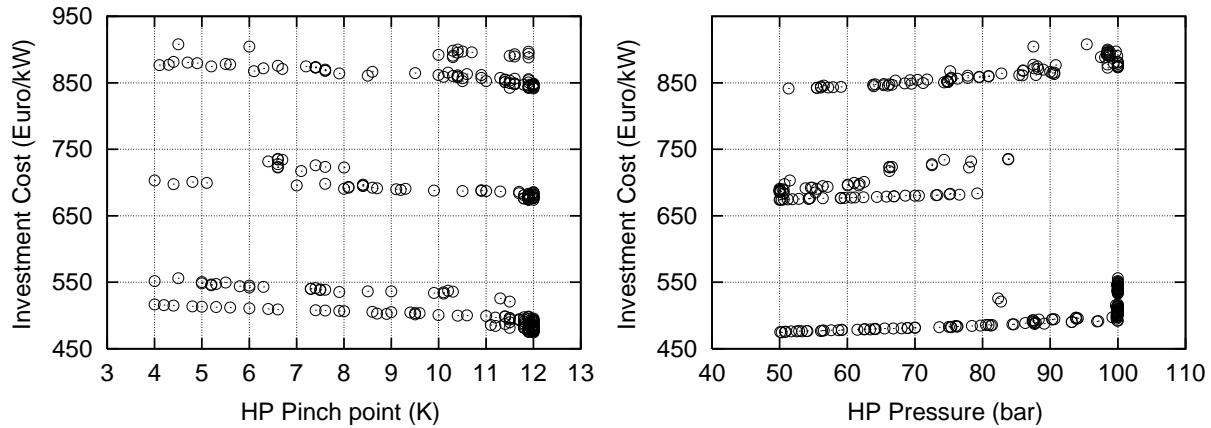 950
850
750
650
550
450
Investment Cost (Euro/kW)
3 4 5 6 7 8 9 10 11 12 13
HP Pinch point (K)
950
850
750
650
550
450
Investment Cost (Euro/kW)
40 50 60 70 80 90 100 110
HP Pressure (bar)